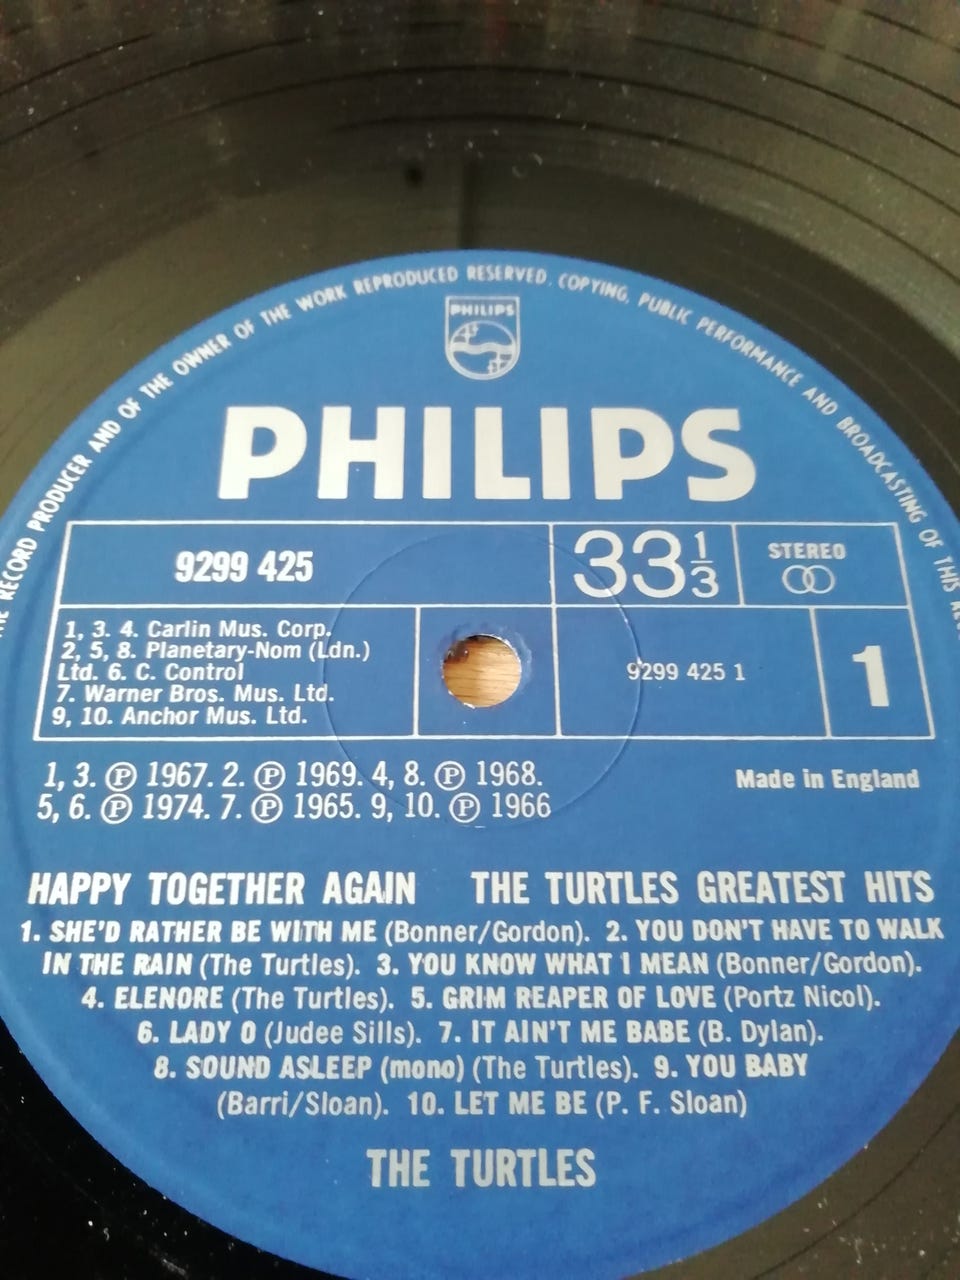 THE RECORD PRODUCER AND OF THE OWNER OF THE WORK REPRODUCED RESERVED. COPYING, PUBLIC PERFORMANCE AND BROADCASTING OF THIS
PHILIPS
PHILIPS
9299 425
33 1/3
STEREO
1, 3. 4. Carlin Mus. Corp.
2, 5, 8. Planetary-Nom (Ldn.)
Ltd. 6. C. Control
7. Warner Bros. Mus. Ltd.
9, 10. Anchor Mus. Ltd.
9299 425 1
1
1, 3. Ⓟ 1967. 2. Ⓟ 1969. 4, 8. Ⓟ 1968.
5, 6. Ⓟ 1974. 7. Ⓟ 1965. 9, 10. Ⓟ 1966
Made in England
HAPPY TOGETHER AGAIN THE TURTLES GREATEST HITS
1. SHE'D RATHER BE WITH ME (Bonner/Gordon). 2. YOU DON'T HAVE TO WALK
IN THE RAIN (The Turtles). 3. YOU KNOW WHAT I MEAN (Bonner/Gordon).
4. ELENORE (The Turtles). 5. GRIM REAPER OF LOVE (Portz Nicol).
6. LADY O (Judee Sills). 7. IT AIN'T ME BABE (B. Dylan).
8. SOUND ASLEEP (mono) (The Turtles). 9. YOU BABY
(Barri/Sloan). 10. LET ME BE (P. F. Sloan)
THE TURTLES